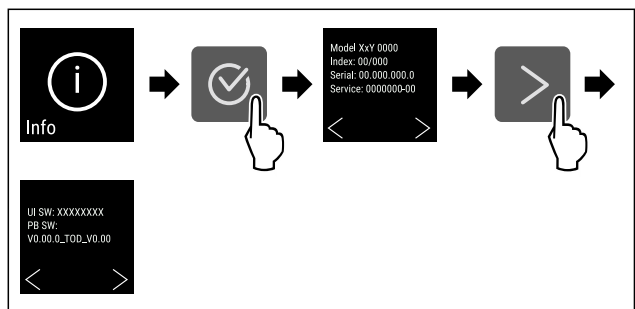 Info
Model XxY 0000
Index: 00/000
Serial: 00.000.000.0
Service: 0000000-00
UI SW: XXXXXXXX
PB SW:
V0.00.0_TOD_V0.00